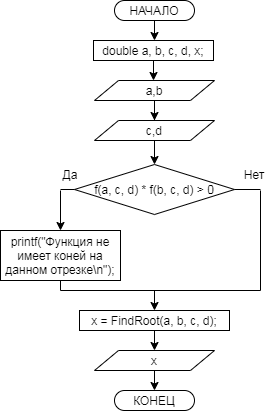 НАЧАЛО
double a, b, c, d, x;
a,b
c,d
Да
Нет
f(a, c, d) * f(b, c, d) > 0
printf("Функция не
имеет коней на
данном отрезке\n");
x = FindRoot(a, b, c, d);
x
КОНЕЦ